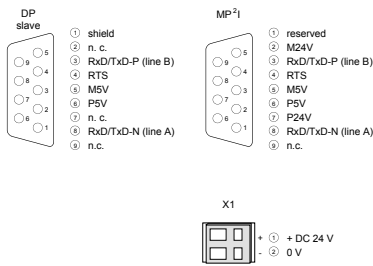 DP
slave
5
9
4
8
3
7
2
6
1
① shield
② n. c.
③ RxD/TxD-P (line B)
④ RTS
⑤ M5V
⑥ P5V
⑦ n. c.
⑧ RxD/TxD-N (line A)
⑨ n.c.
MP²I
5
9
4
8
3
7
2
6
1
① reserved
② M24V
③ RxD/TxD-P (line B)
④ RTS
⑤ M5V
⑥ P5V
⑦ P24V
⑧ RxD/TxD-N (line A)
⑨ n.c.
X1
+ ① + DC 24 V
- ② 0 V